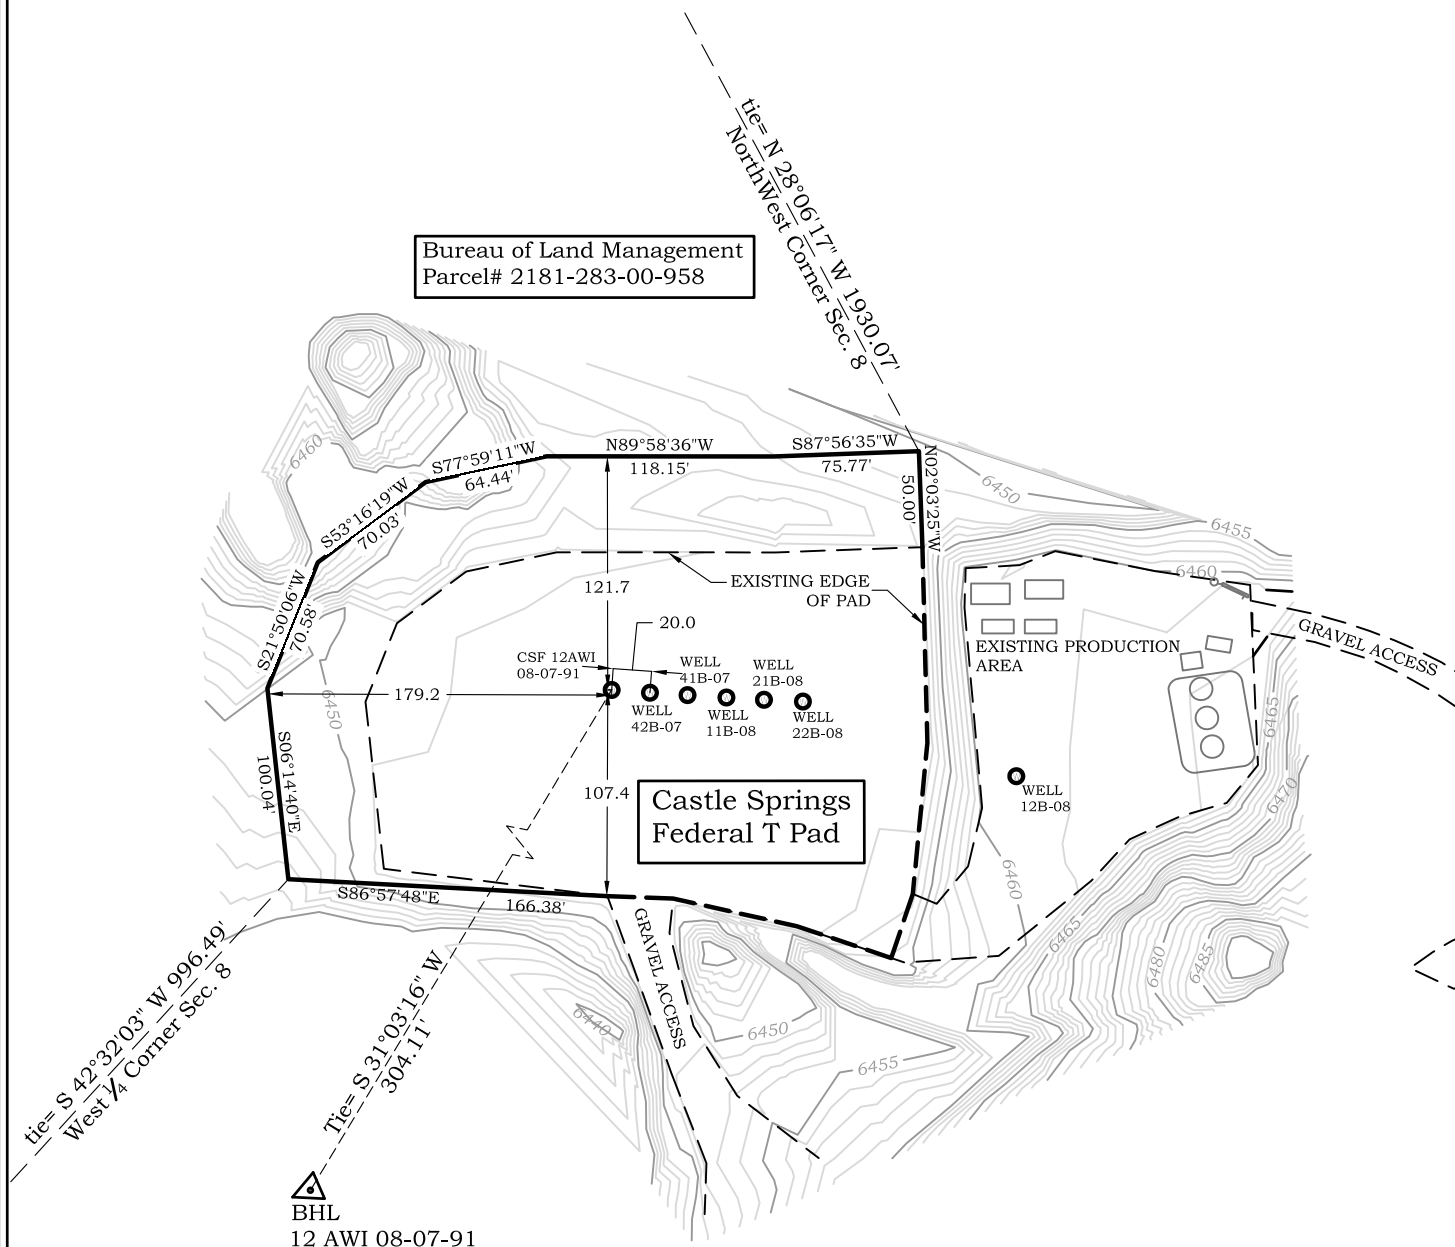 tie= N 28°06'17" W 1930.07'
NorthWest Corner Sec. 8
Bureau of Land Management
Parcel# 2181-283-00-958
S77°59'11"W
64.44'
N89°58'36"W
118.15'
S87°56'35"W
75.77'
N02°03'25"W
50.00'
6460
S53°16'19"W
70.03'
6450
6455
6460
S21°50'06"W
70.58'
121.7
EXISTING EDGE
OF PAD
20.0
GRAVEL ACCESS
EXISTING PRODUCTION
AREA
CSF 12AWI
08-07-91
WELL
41B-07
WELL
21B-08
179.2
6450
WELL
42B-07
WELL
11B-08
WELL
22B-08
6465
S06°14'40"E
100.04'
107.4
Castle Springs
Federal T Pad
WELL
12B-08
6470
6460
S86°57'48"E
166.38'
GRAVEL ACCESS
6465
6480
6485
tie= S 42°32'03" W 996.49'
West ¼ Corner Sec. 8
Tie= S 31°03'16" W
304.11'
6440
6450
6455
BHL
12 AWI 08-07-91